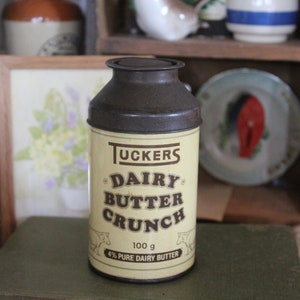 TUCKERS
DAIRY
BUTTER
CRUNCH
100 g
4% PURE DAIRY BUTTER